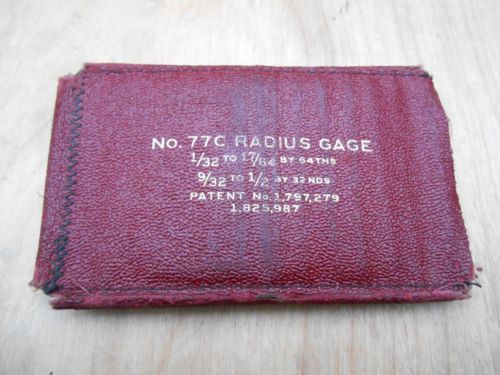 No. 77C RADIUS GAGE
1/32 TO 17/64 BY 64THS
9/32 TO 1/2 BY 32NDS
PATENT No. 1,797,279
1,825,987